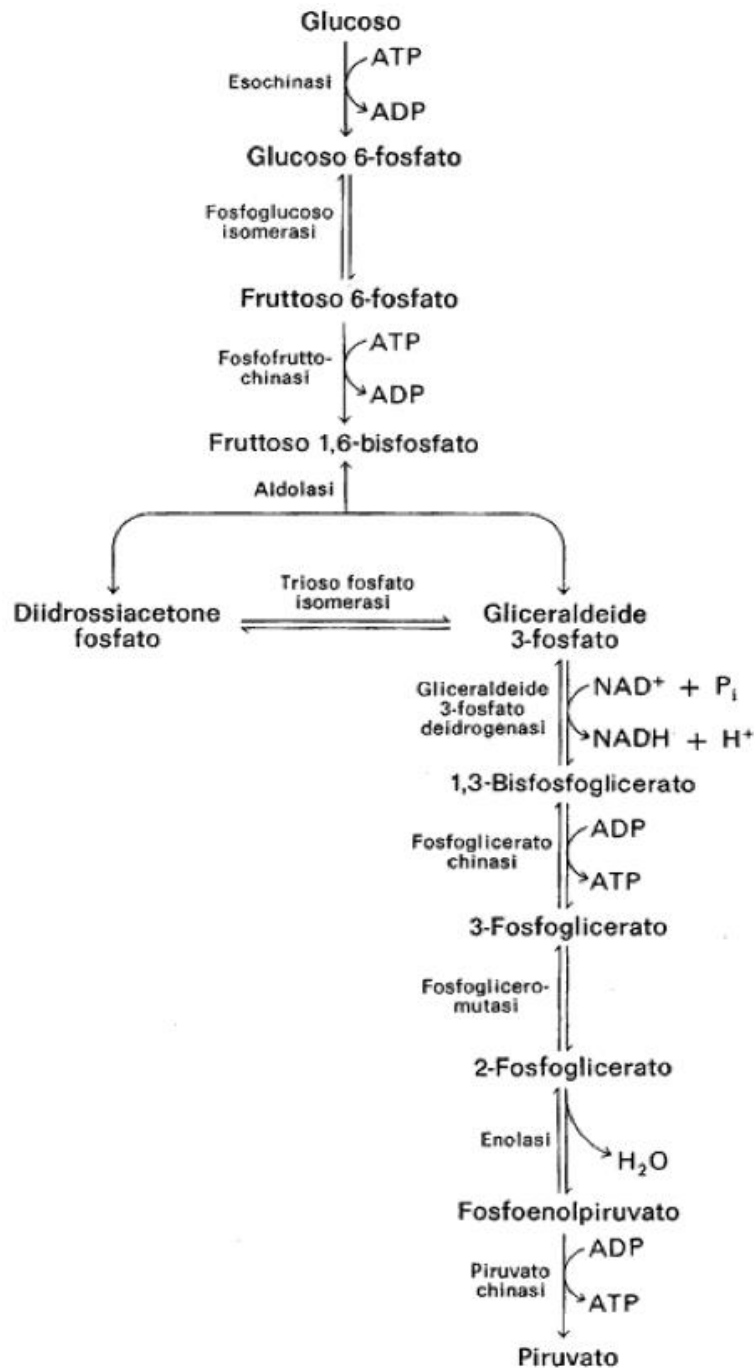 Glucoso
ATP
Esochinasi
ADP
Glucoso 6-fosfato
Fosfoglucoso
isomerasi
Fruttoso 6-fosfato
ATP
Fosfofrutto-
chinasi
ADP
Fruttoso 1,6-bisfosfato
Aldolasi
Trioso fosfato
isomerasi
Diidrossiacetone
fosfato
Gliceraldeide
3-fosfato
Gliceraldeide
3-fosfato
deidrogenasi
NAD⁺ + Pᵢ
NADH + H⁺
1,3-Bisfosfoglicerato
Fosfoglicerato
chinasi
ADP
ATP
3-Fosfoglicerato
Fosfoglicero-
mutasi
2-Fosfoglicerato
Enolasi
H₂O
Fosfoenolpiruvato
ADP
Piruvato
chinasi
ATP
Piruvato